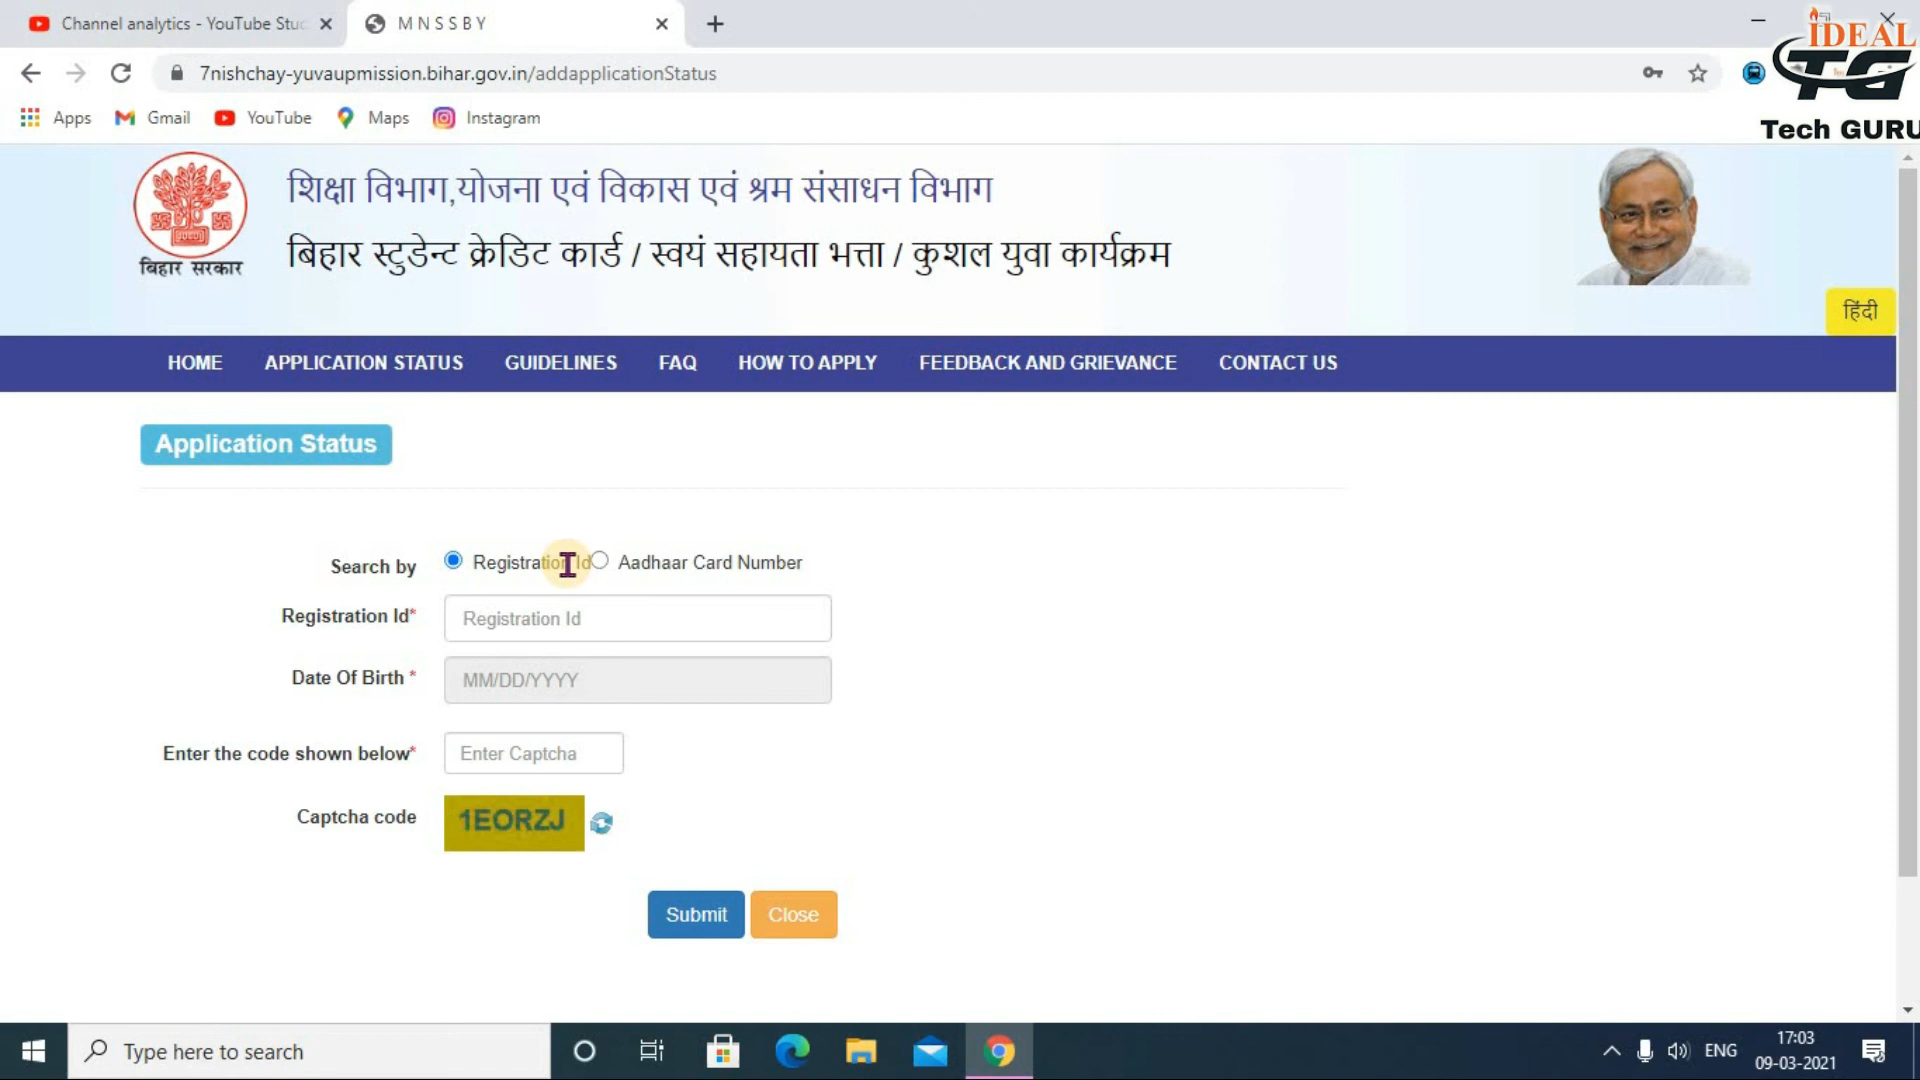 Channel analytics - YouTube Stu
M N S S B Y
IDEAL
TG
Tech GURU
7nishchay-yuvaupmission.bihar.gov.in/addapplicationStatus
Apps
Gmail
YouTube
Maps
Instagram
शिक्षा विभाग,योजना एवं विकास एवं श्रम संसाधन विभाग
बिहार स्टुडेन्ट क्रेडिट कार्ड / स्वयं सहायता भत्ता / कुशल युवा कार्यक्रम
बिहार सरकार
हिंदी
HOME
APPLICATION STATUS
GUIDELINES
FAQ
HOW TO APPLY
FEEDBACK AND GRIEVANCE
CONTACT US
Application Status
Search by
Registration Id
Aadhaar Card Number
Registration Id*
Registration Id
Date Of Birth *
MM/DD/YYYY
Enter the code shown below*
Enter Captcha
Captcha code
1EORZJ
Submit
Close
Type here to search
ENG
17:03
09-03-2021